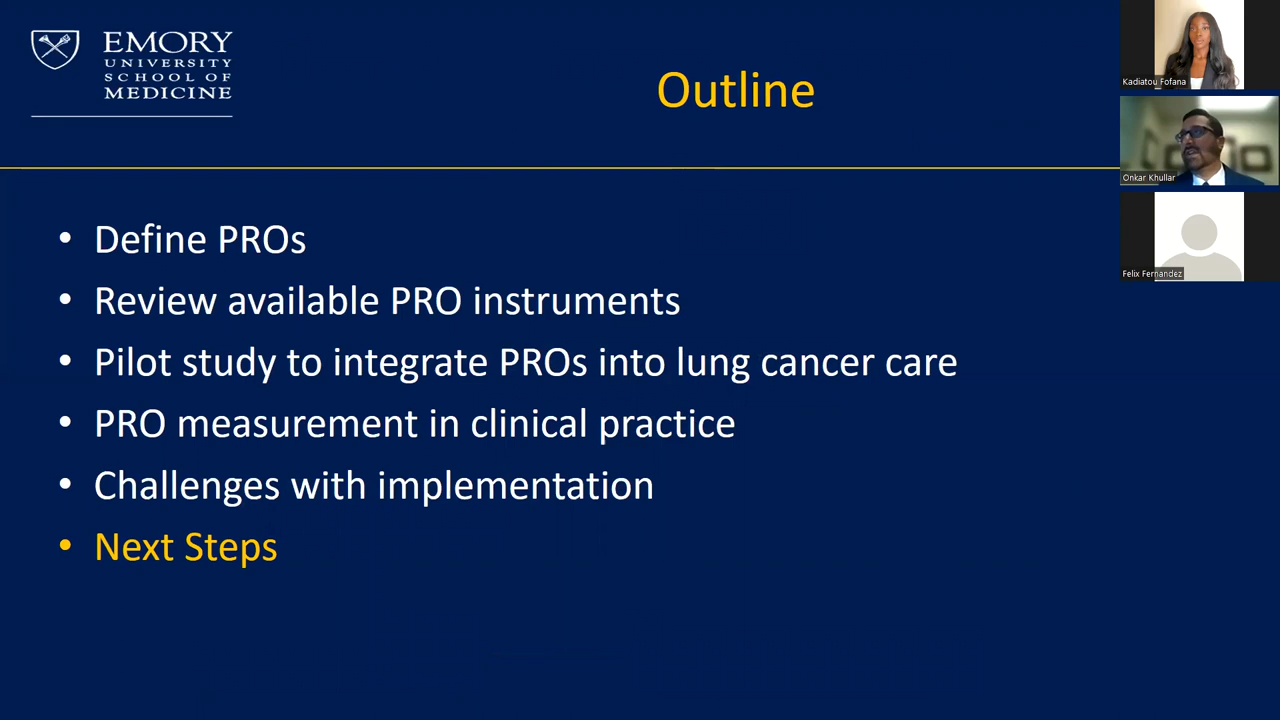 EMORY
UNIVERSITY
SCHOOL OF
MEDICINE
Outline
• Define PROs
• Review available PRO instruments
• Pilot study to integrate PROs into lung cancer care
• PRO measurement in clinical practice
• Challenges with implementation
• Next Steps
Kadiatou Fofana
Onkar Khullar
Felix Fernandez